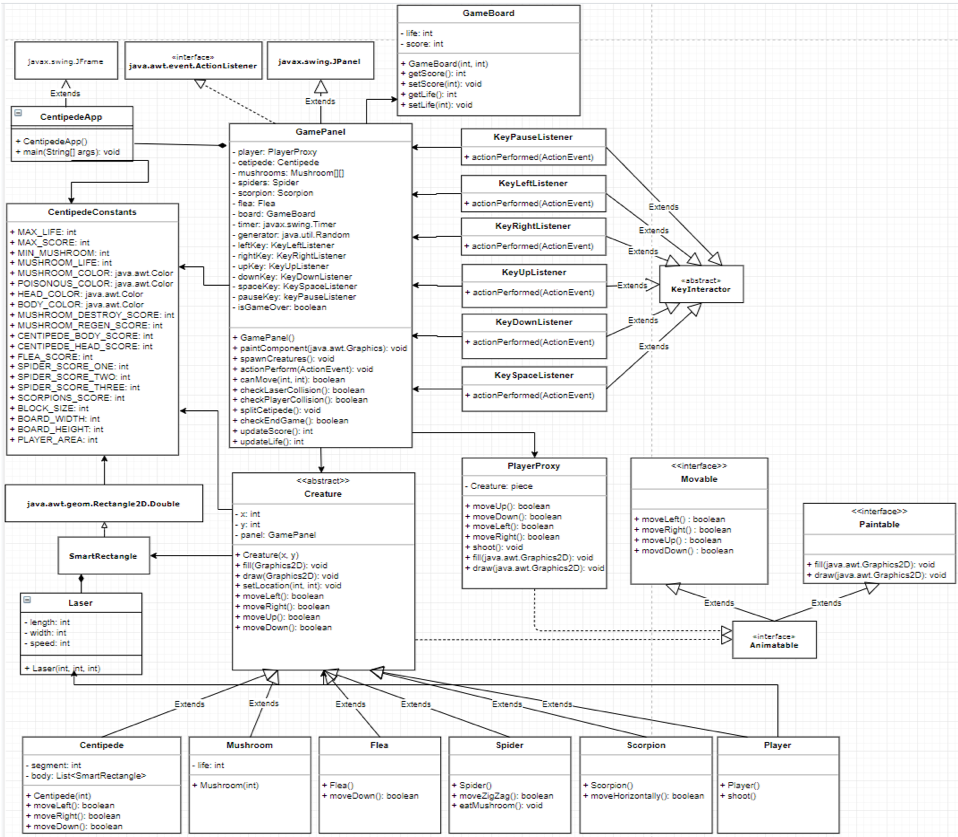 GameBoard
- life: int
- score: int
+ GameBoard(int, int)
+ getScore(): int
+ setScore(int): void
+ getLife(): int
+ setLife(int): void
javax.swing.JFrame
«interface»
java.awt.event.ActionListener
javax.swing.JPanel
Extends
Extends
CentipedeApp
+ CentipedeApp()
+ main(String[] args): void
GamePanel
- player: PlayerProxy
- cetipede: Centipede
- mushrooms: Mushroom[][]
- spiders: Spider
- scorpion: Scorpion
- flea: Flea
- board: GameBoard
- timer: javax.swing.Timer
- generator: java.util.Random
- leftKey: KeyLeftListener
- rightKey: KeyRightListener
- upKey: KeyUpListener
- downKey: KeyDownListener
- spaceKey: KeySpaceListener
- pauseKey: keyPauseListener
- isGameOver: boolean
+ GamePanel()
+ paintComponent(java.awt.Graphics): void
+ spawnCreatures(): void
+ actionPerform(ActionEvent): void
+ canMove(int, int): boolean
+ checkLaserCollision(): boolean
+ checkPlayerCollision(): boolean
+ splitCetipede(): void
+ checkEndGame(): boolean
+ updateScore(): int
+ updateLife(): int
KeyPauseListener
+ actionPerformed(ActionEvent)
KeyLeftListener
+ actionPerformed(ActionEvent)
KeyRightListener
+ actionPerformed(ActionEvent)
KeyUpListener
+ actionPerformed(ActionEvent)
KeyDownListener
+ actionPerformed(ActionEvent)
KeySpaceListener
+ actionPerformed(ActionEvent)
Extends
Extends
Extends
Extends
Extends
Extends
«abstract»
KeyInteractor
CentipedeConstants
+ MAX_LIFE: int
+ MAX_SCORE: int
+ MIN_MUSHROOM: int
+ MUSHROOM_LIFE: int
+ MUSHROOM_COLOR: java.awt.Color
+ POISONOUS_COLOR: java.awt.Color
+ HEAD_COLOR: java.awt.Color
+ BODY_COLOR: java.awt.Color
+ MUSHROOM_DESTROY_SCORE: int
+ MUSHROOM_REGEN_SCORE: int
+ CENTIPEDE_BODY_SCORE: int
+ CENTIPEDE_HEAD_SCORE: int
+ FLEA_SCORE: int
+ SPIDER_SCORE_ONE: int
+ SPIDER_SCORE_TWO: int
+ SPIDER_SCORE_THREE: int
+ SCORPIONS_SCORE: int
+ BLOCK_SIZE: int
+ BOARD_WIDTH: int
+ BOARD_HEIGHT: int
+ PLAYER_AREA: int
java.awt.geom.Rectangle2D.Double
SmartRectangle
Laser
- length: int
- width: int
- speed: int
+ Laser(int, int, int)
<<abstract>>
Creature
- x: int
- y: int
- panel: GamePanel
+ Creature(x, y)
+ fill(Graphics2D): void
+ draw(Graphics2D): void
+ setLocation(int, int): void
+ moveLeft(): boolean
+ moveRight(): boolean
+ moveUp(): boolean
+ moveDown(): boolean
PlayerProxy
- Creature: piece
+ moveUp(): boolean
+ moveDown(): boolean
+ moveLeft(): boolean
+ moveRight(): boolean
+ shoot(): void
+ fill(java.awt.Graphics2D): void
+ draw(java.awt.Graphics2D): void
<<interface>>
Movable
+ moveLeft() : boolean
+ moveRight() : boolean
+ moveUp() : boolean
+ movdDown() : boolean
<<interface>>
Paintable
+ fill(java.awt.Graphics2D): void
+ draw(java.awt.Graphics2D): void
Extends
Extends
«interface»
Animatable
Extends
Extends
Extends
Extends
Extends
Extends
Centipede
- segment: int
- body: List<SmartRectangle>
+ Centipede(int)
+ moveLeft(): boolean
+ moveRight(): boolean
+ moveDown(): boolean
Mushroom
- life: int
+ Mushroom(int)
Flea
+ Flea()
+ moveDown(): boolean
Spider
+ Spider()
+ moveZigZag(): boolean
+ eatMushroom(): void
Scorpion
+ Scorpion()
+ moveHorizontally(): boolean
Player
+ Player()
+ shoot()